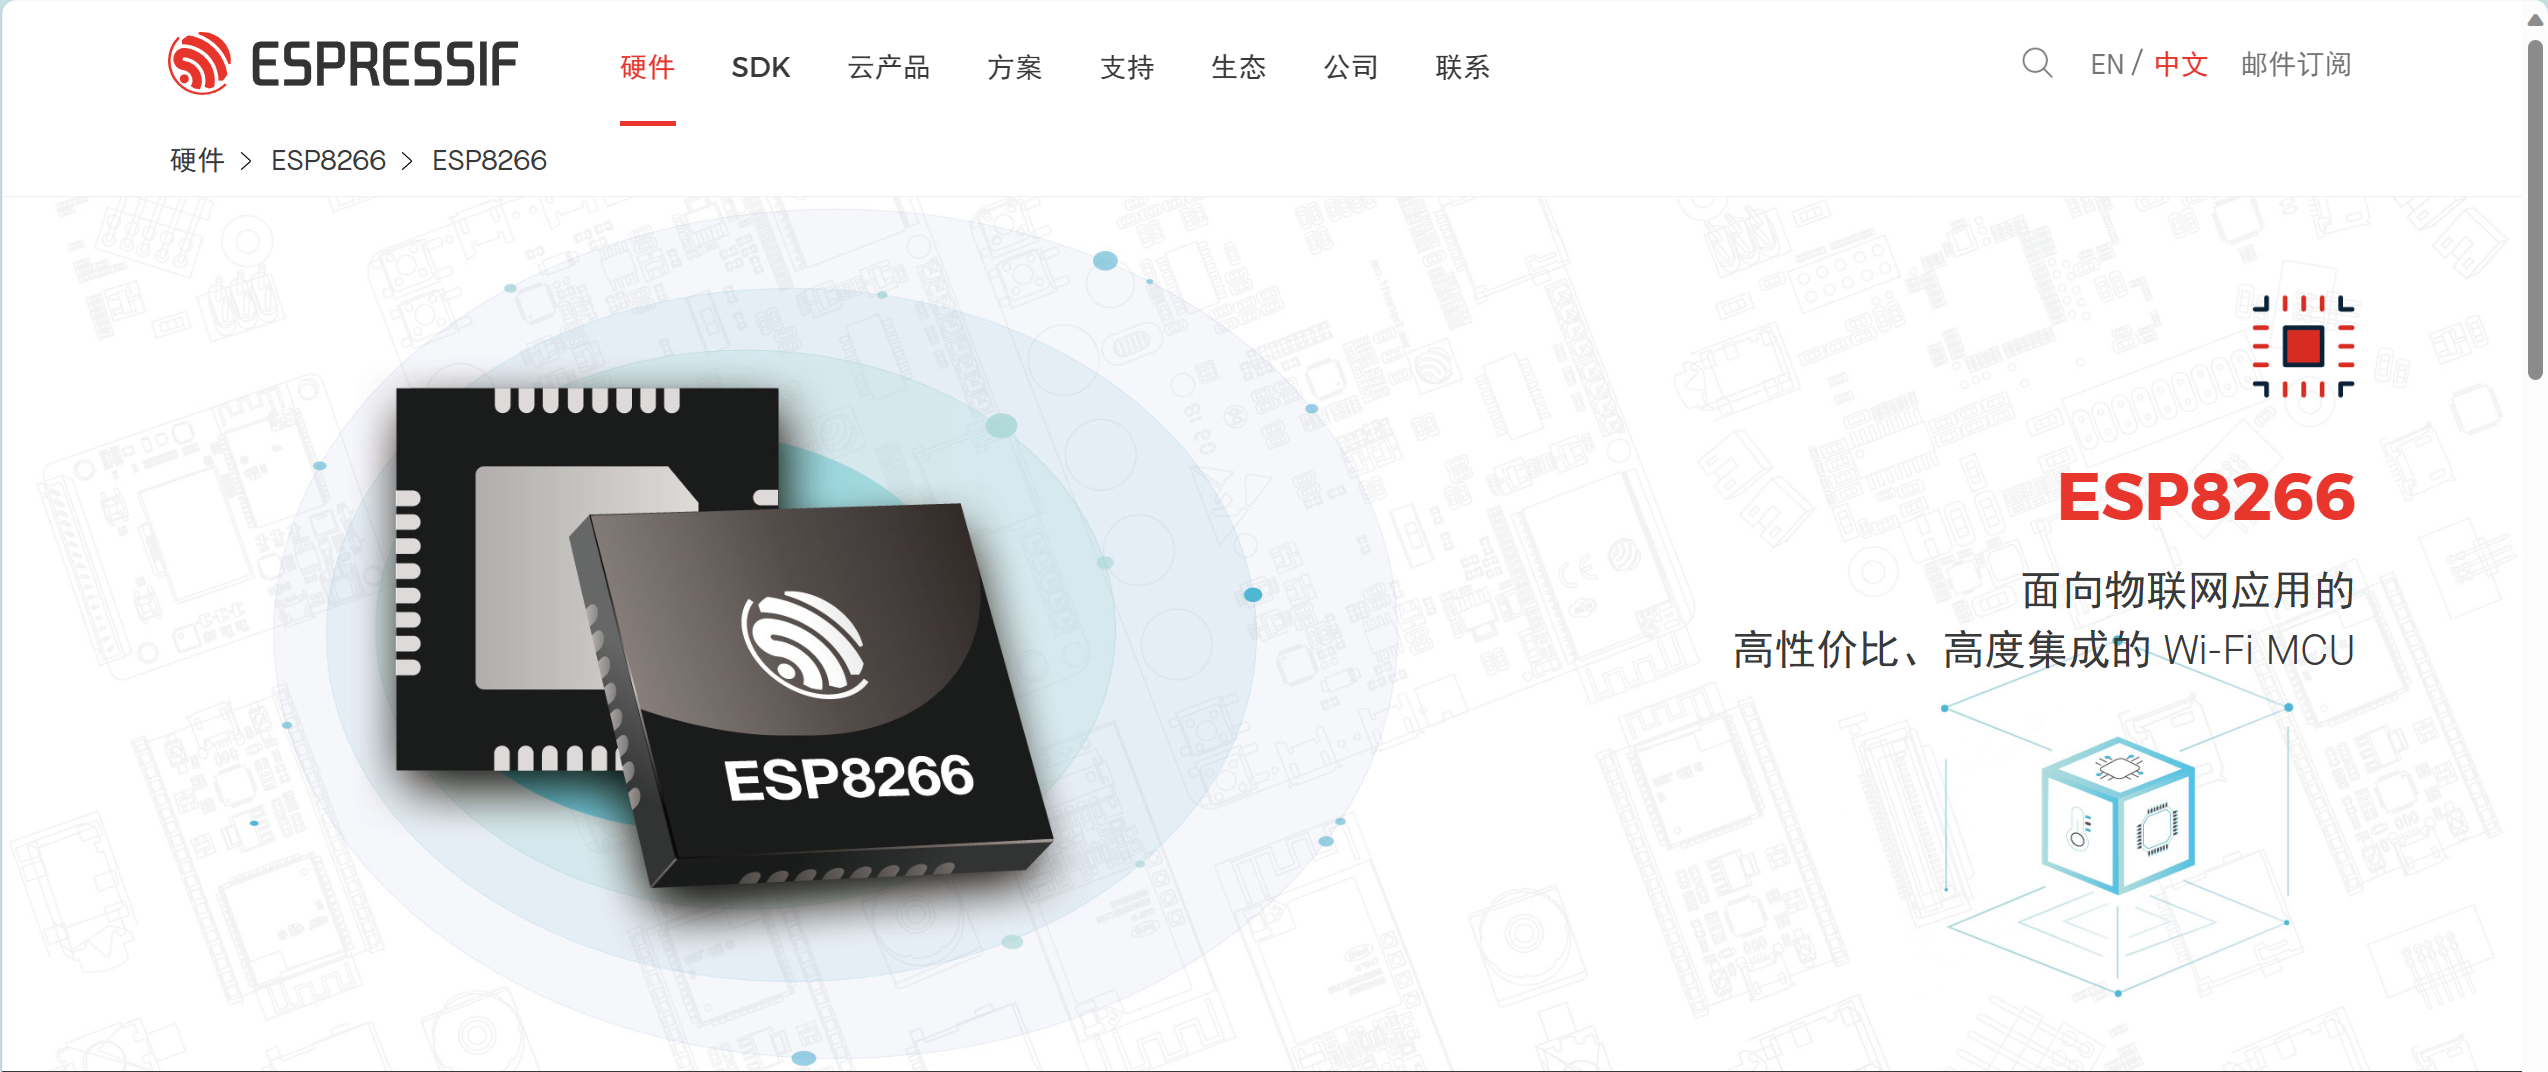 ESPRESSIF
硬件 SDK 云产品 方案 支持 生态 公司 联系
EN / 中文 邮件订阅
硬件 > ESP8266 > ESP8266
ESP8266
ESP8266
面向物联网应用的
高性价比、高度集成的 Wi-Fi MCU